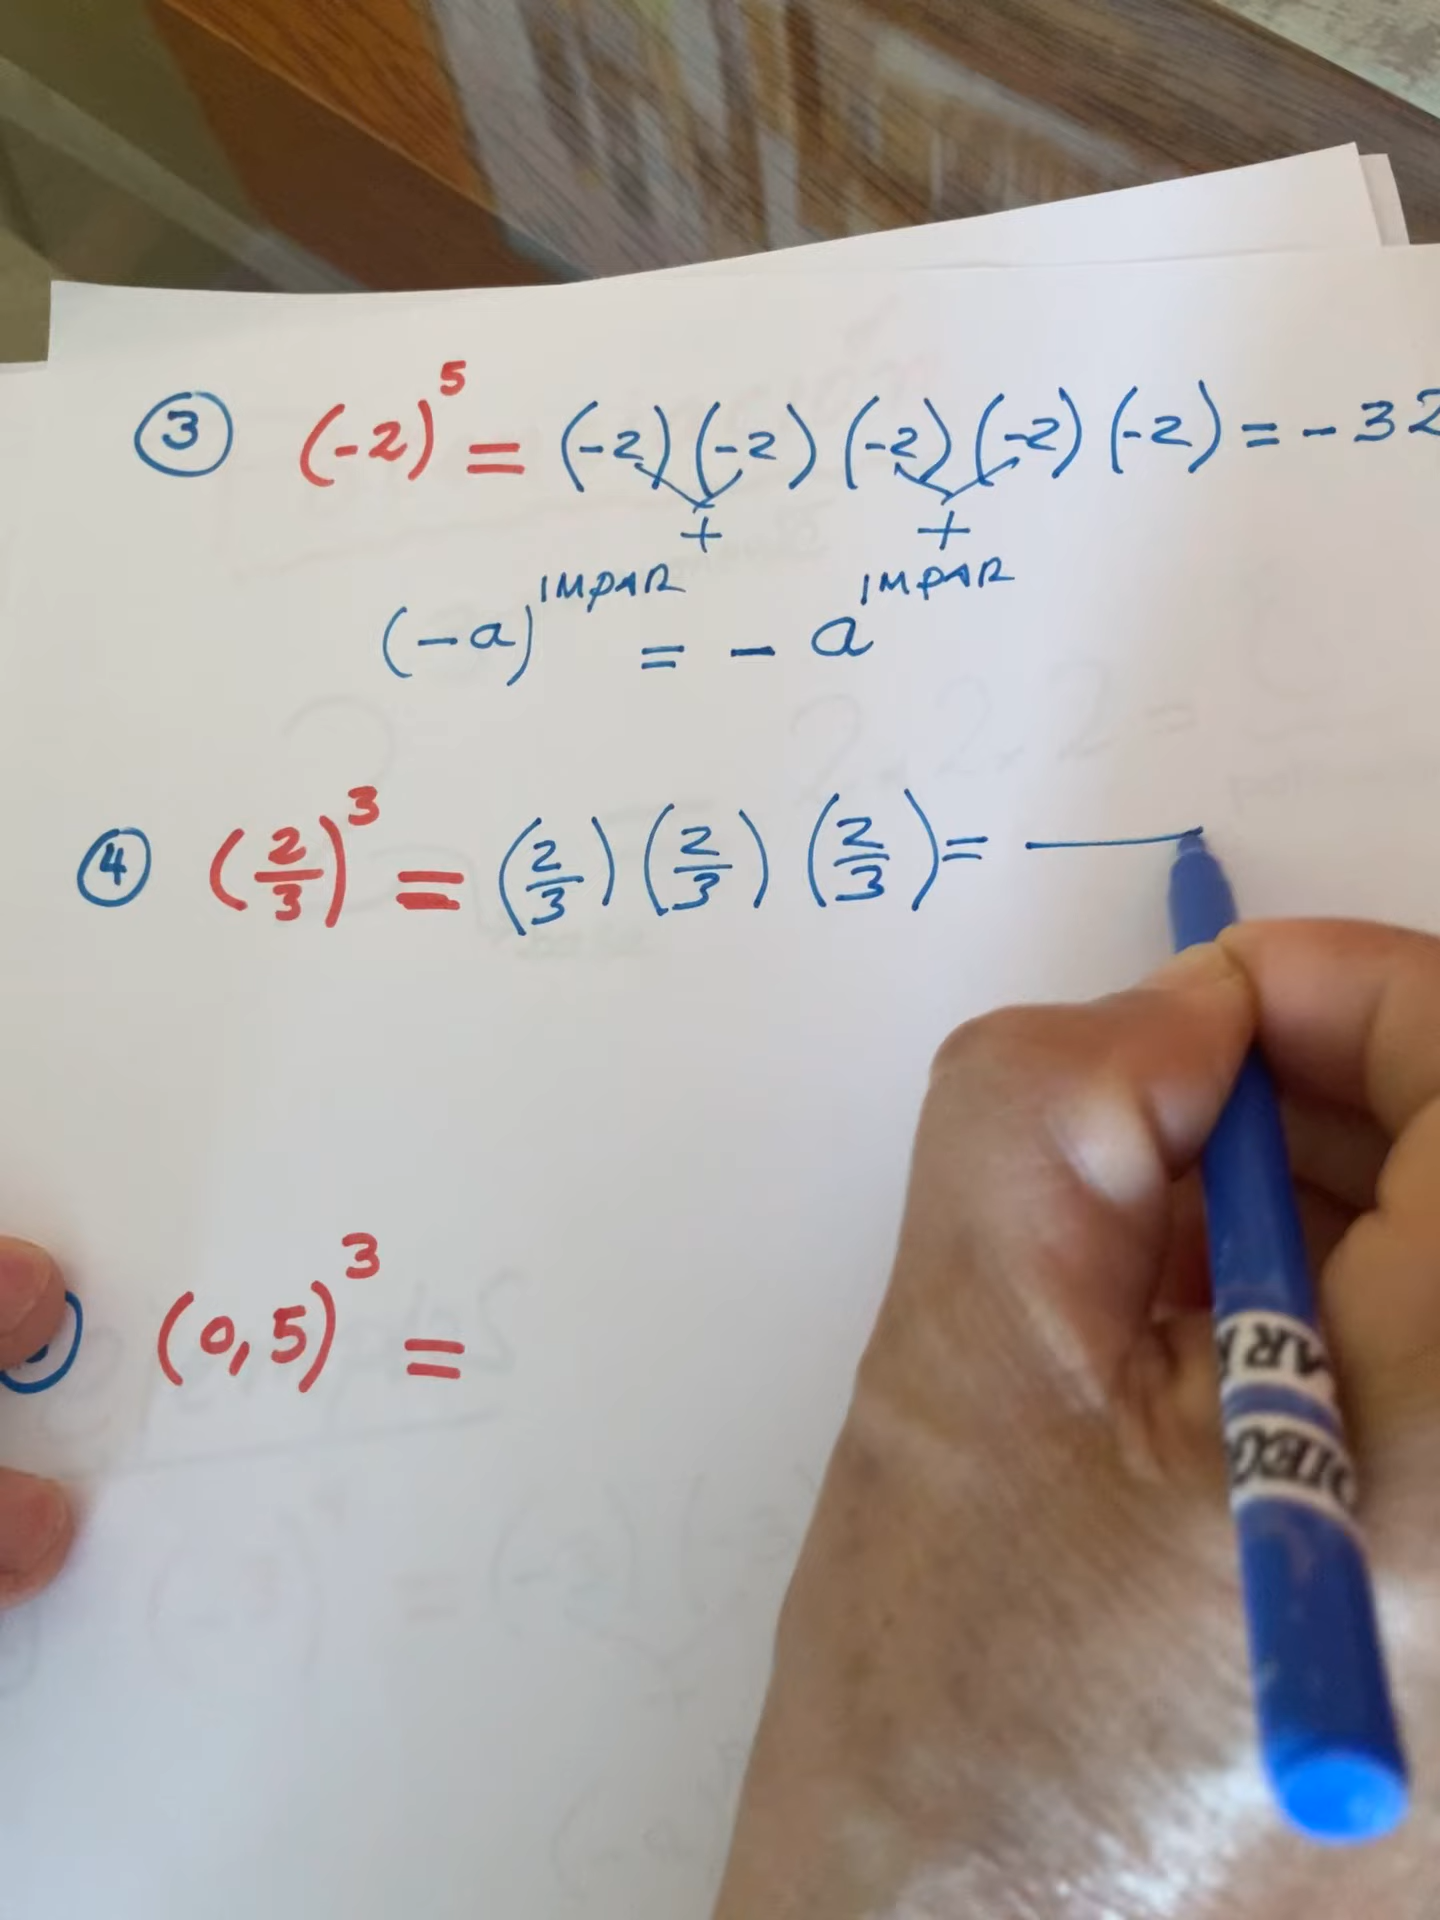 ③ (-2)⁵ = (-2)(-2)(-2)(-2)(-2) = -32
+ +
(-a)ᴵᴹᴾᴬᴿ = - aᴵᴹᴾᴬᴿ
④ (2/3)³ = (2/3)(2/3)(2/3) =
(0,5)³ =